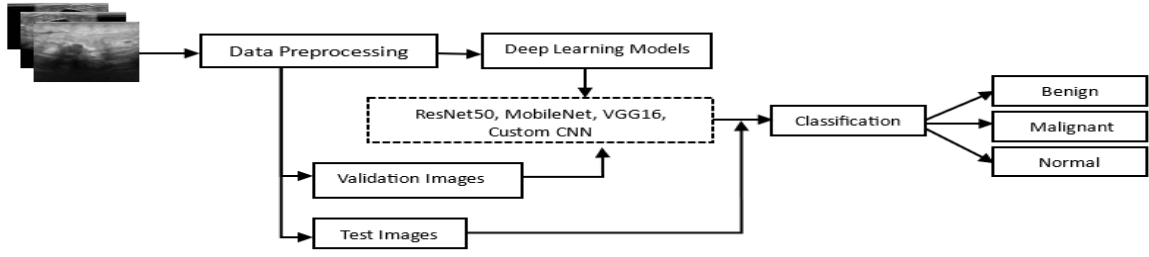 Data Preprocessing
Deep Learning Models
ResNet50, MobileNet, VGG16,
Custom CNN
Validation Images
Test Images
Classification
Benign
Malignant
Normal